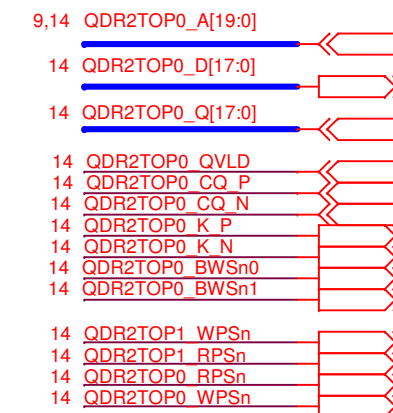 9,14 QDR2TOP0_A[19:0]
14 QDR2TOP0_D[17:0]
14 QDR2TOP0_Q[17:0]
14 QDR2TOP0_QVLD
14 QDR2TOP0_CQ_P
14 QDR2TOP0_CQ_N
14 QDR2TOP0_K_P
14 QDR2TOP0_K_N
14 QDR2TOP0_BWSn0
14 QDR2TOP0_BWSn1
14 QDR2TOP1_WPSn
14 QDR2TOP1_RPSn
14 QDR2TOP0_RPSn
14 QDR2TOP0_WPSn